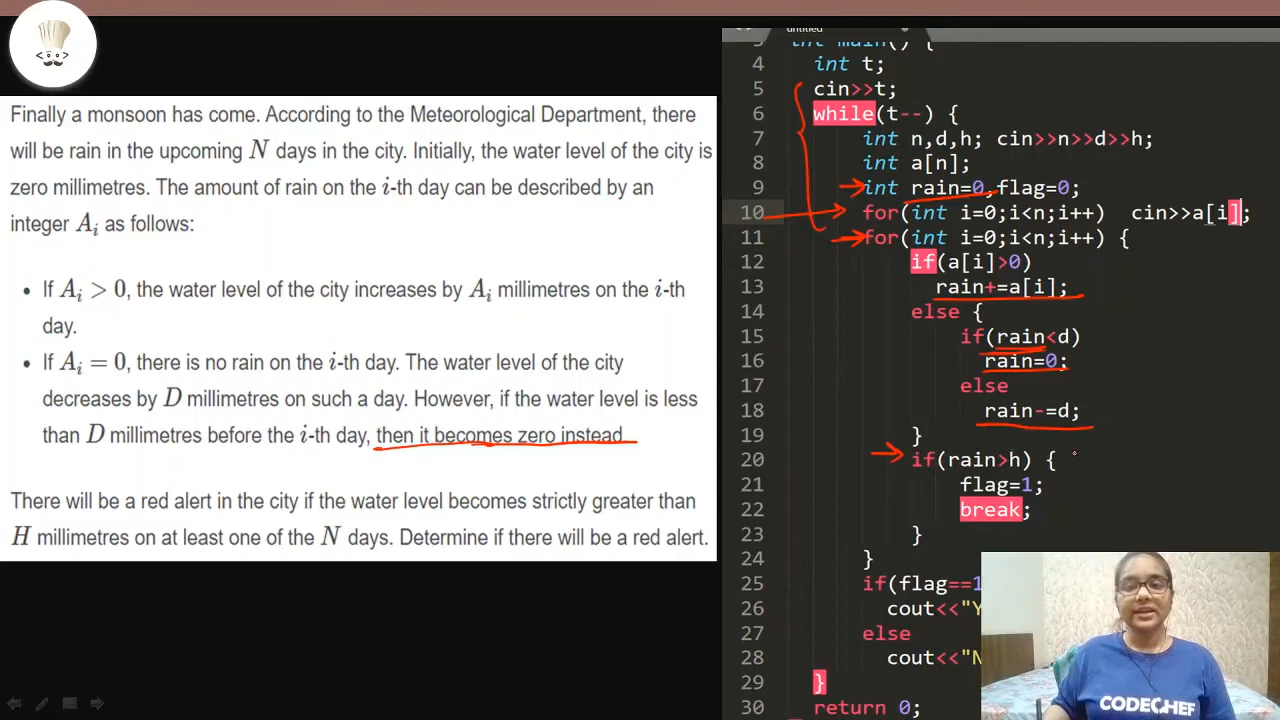 Finally a monsoon has come. According to the Meteorological Department, there
will be rain in the upcoming N days in the city. Initially, the water level of the city is
zero millimetres. The amount of rain on the i-th day can be described by an
integer Aᵢ as follows:
• If Aᵢ > 0, the water level of the city increases by Aᵢ millimetres on the i-th
day.
• If Aᵢ = 0, there is no rain on the i-th day. The water level of the city
decreases by D millimetres on such a day. However, if the water level is less
than D millimetres before the i-th day, then it becomes zero instead.
There will be a red alert in the city if the water level becomes strictly greater than
H millimetres on at least one of the N days. Determine if there will be a red alert.
untitled
3 int main() {
4 int t;
5 cin>>t;
6 while(t--) {
7 int n,d,h; cin>>n>>d>>h;
8 int a[n];
9 int rain=0,flag=0;
10 for(int i=0;i<n;i++) cin>>a[i];
11 for(int i=0;i<n;i++) {
12 if(a[i]>0)
13 rain+=a[i];
14 else {
15 if(rain<d)
16 rain=0;
17 else
18 rain-=d;
19 }
20 if(rain>h) {
21 flag=1;
22 break;
23 }
24 }
25 if(flag==1
26 cout<<"Y
27 else
28 cout<<"N
29 }
30 return 0;
CODECHEF